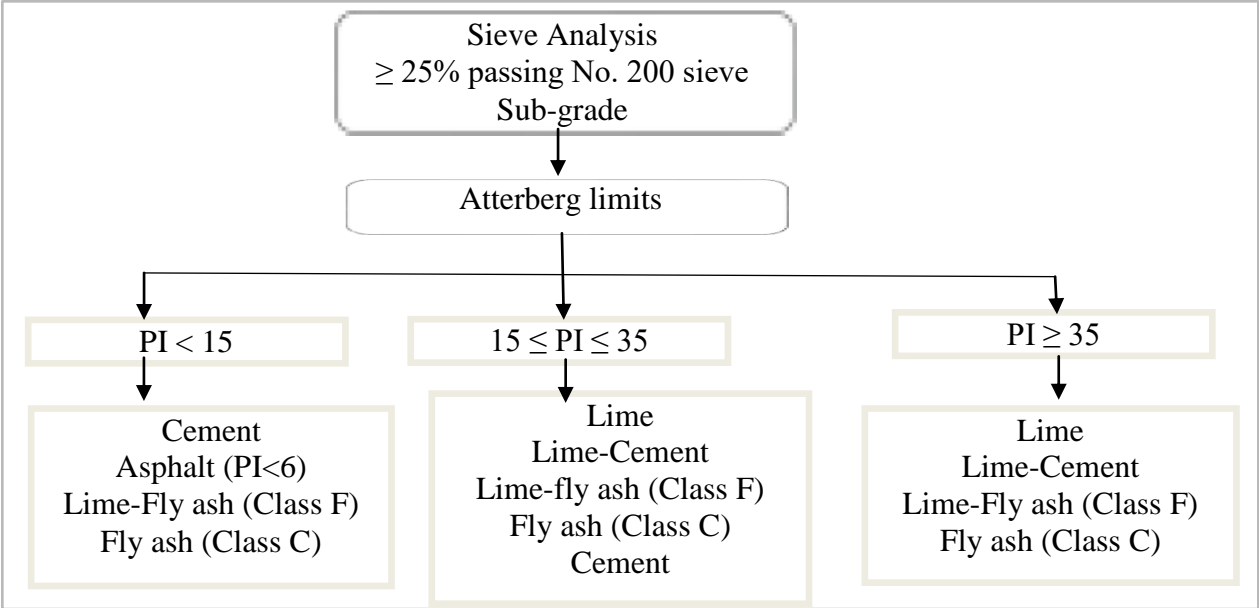 Sieve Analysis
≥ 25% passing No. 200 sieve
Sub-grade
Atterberg limits
PI < 15
15 ≤ PI ≤ 35
PI ≥ 35
Cement
Asphalt (PI<6)
Lime-Fly ash (Class F)
Fly ash (Class C)
Lime
Lime-Cement
Lime-fly ash (Class F)
Fly ash (Class C)
Cement
Lime
Lime-Cement
Lime-Fly ash (Class F)
Fly ash (Class C)